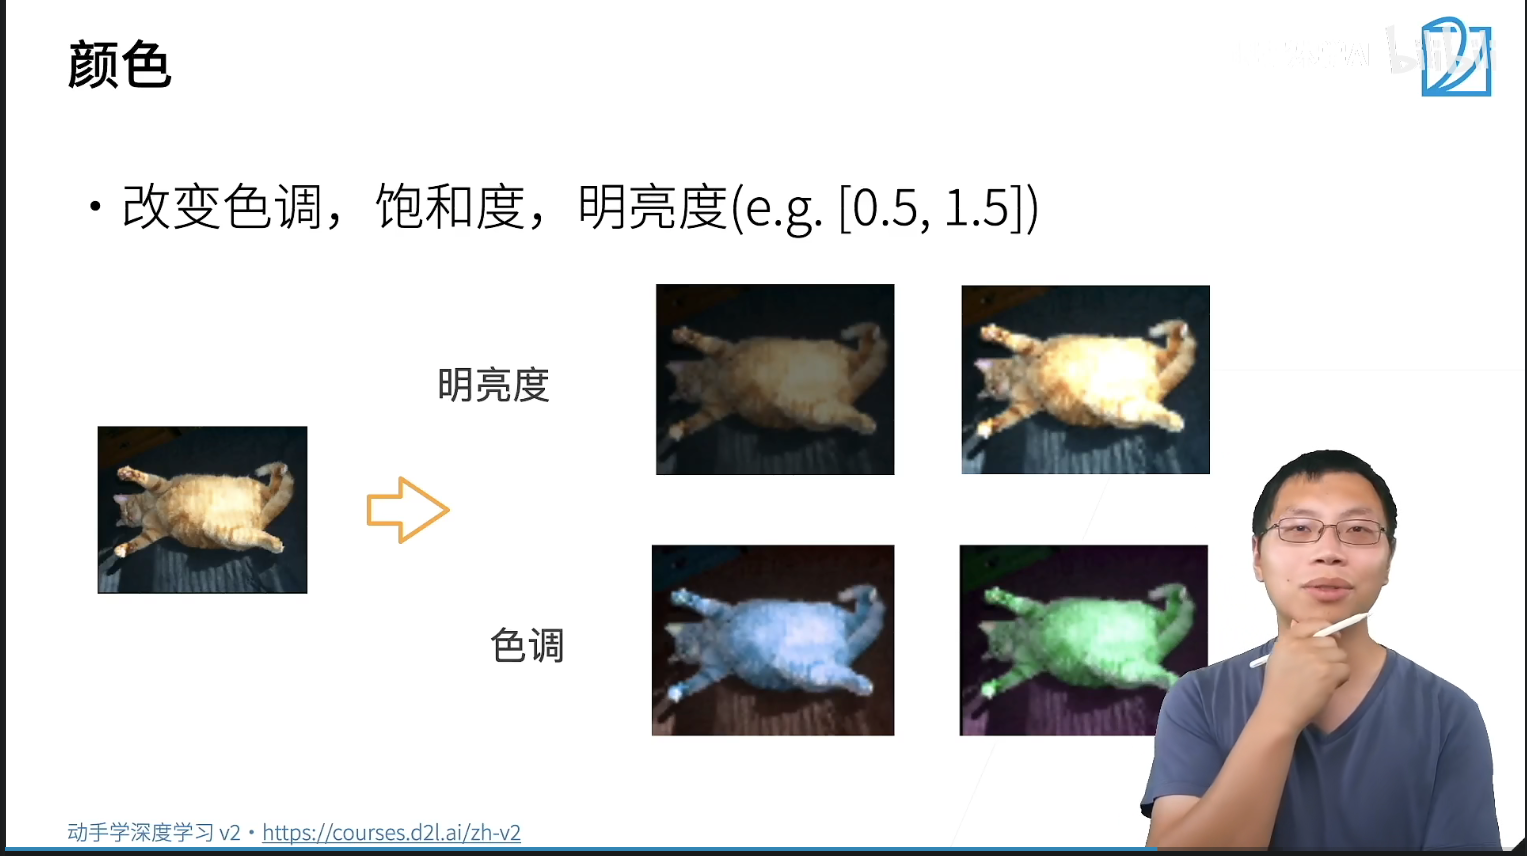 颜色
• 改变色调，饱和度，明亮度(e.g. [0.5, 1.5])
明亮度
色调
动手学深度学习 v2 • https://courses.d2l.ai/zh-v2